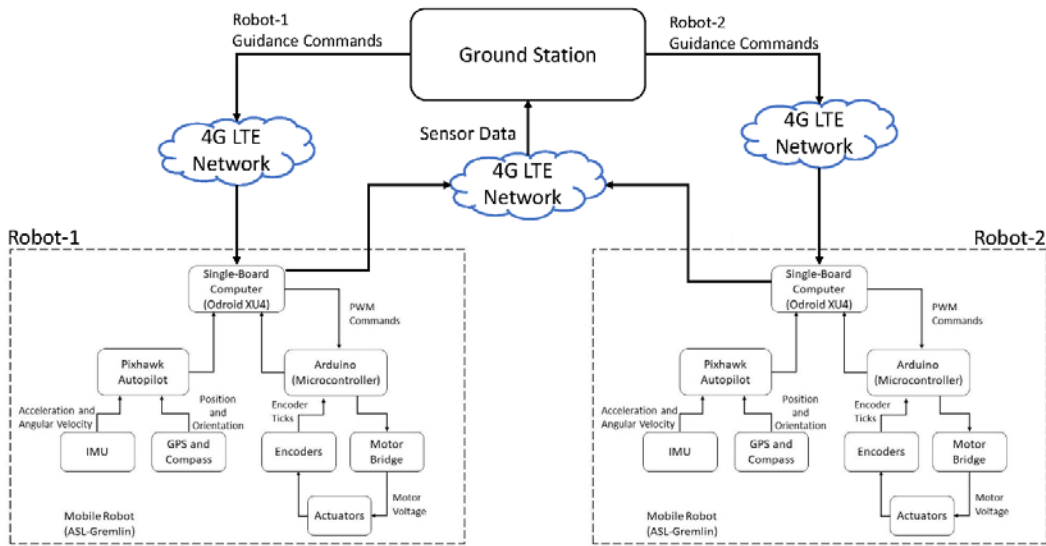 Robot-1
Guidance Commands
Ground Station
Robot-2
Guidance Commands
4G LTE
Network
Sensor Data
4G LTE
Network
4G LTE
Network
Robot-1
Single-Board
Computer
(Odroid XU4)
PWM
Commands
Pixhawk
Autopilot
Arduino
(Microcontroller)
Acceleration and
Angular Velocity
Position
and
Orientation
Encoder
Ticks
IMU
GPS and
Compass
Encoders
Motor
Bridge
Actuators
Motor
Voltage
Mobile Robot
(ASL-Gremlin)
Robot-2
Single-Board
Computer
(Odroid XU4)
PWM
Commands
Pixhawk
Autopilot
Arduino
(Microcontroller)
Acceleration and
Angular Velocity
Position
and
Orientation
Encoder
Ticks
IMU
GPS and
Compass
Encoders
Motor
Bridge
Actuators
Motor
Voltage
Mobile Robot
(ASL-Gremlin)